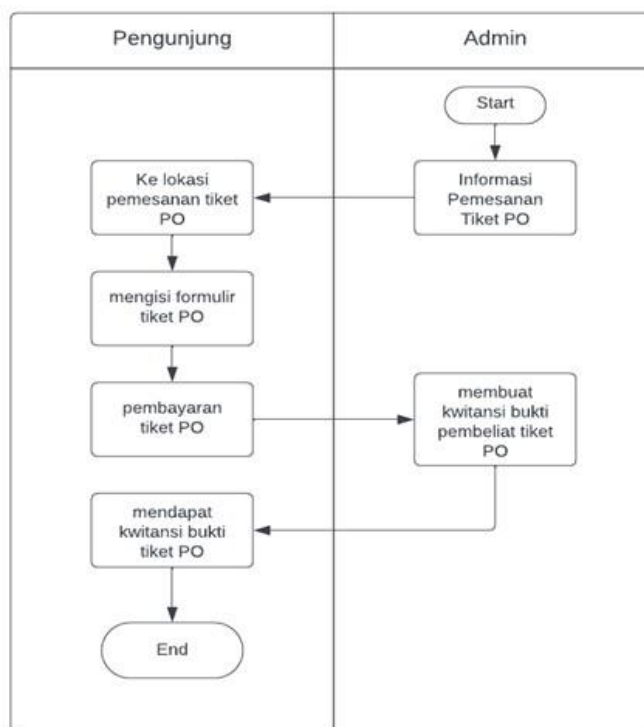 Pengunjung
Admin
Start
Informasi
Pemesanan
Tiket PO
Ke lokasi
pemesanan tiket
PO
mengisi formulir
tiket PO
pembayaran
tiket PO
membuat
kwitansi bukti
pembeliat tiket
PO
mendapat
kwitansi bukti
tiket PO
End